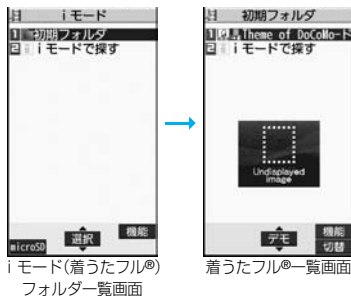 iモード
1 初期フォルダ
2 iモードで探す
microSD
選択
機能
iモード(着うたフル®)
フォルダ一覧画面
初期フォルダ
1 Theme of DoCoMo-ド
2 iモードで探す
Undisplayed
image
デモ
機能
切替
着うたフル®一覧画面